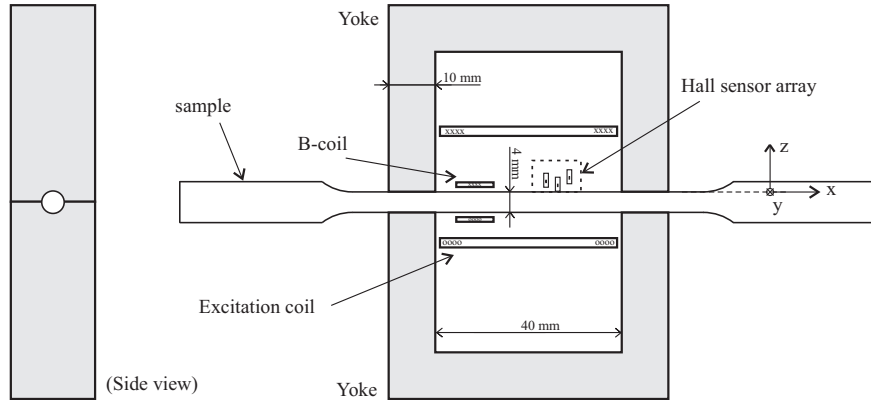 Yoke
10 mm
Hall sensor array
sample
xxxx
xxxx
B-coil
4 mm
z
xxxx
x
y
oooo
oooo
oooo
Excitation coil
40 mm
(Side view)
Yoke